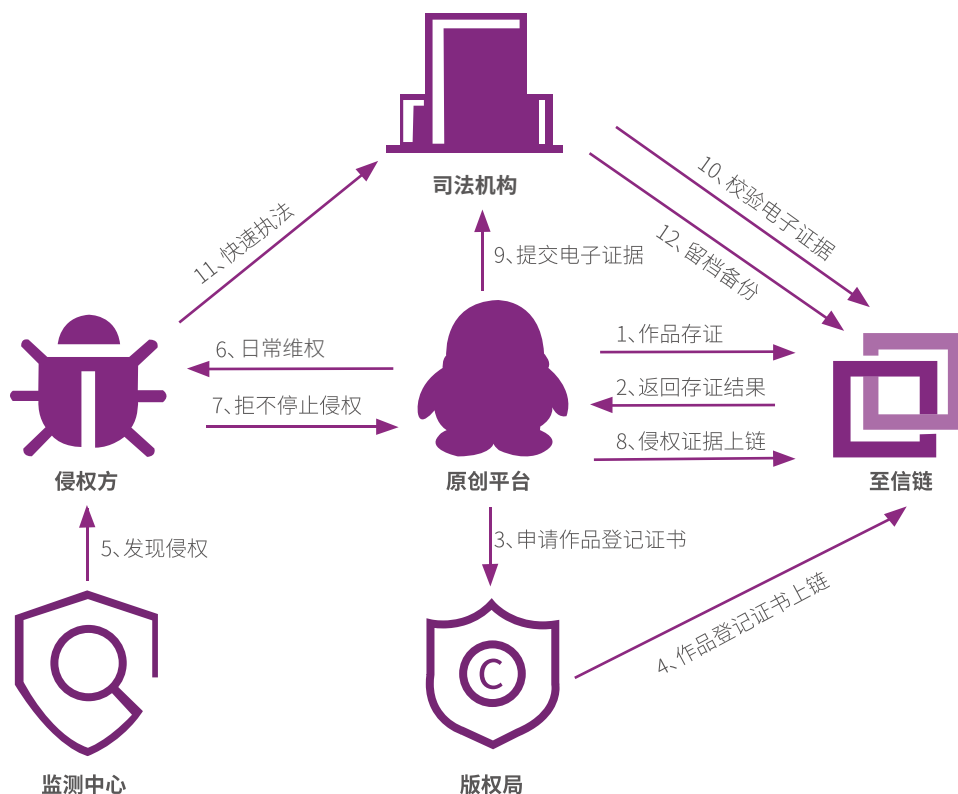 司法机构
10、校验电子证据
11、快速执法
9、提交电子证据
12、留档备份
6、日常维权
1、作品存证
7、拒不停止侵权
2、返回存证结果
8、侵权证据上链
侵权方
原创平台
至信链
5、发现侵权
3、申请作品登记证书
4、作品登记证书上链
C
监测中心
版权局